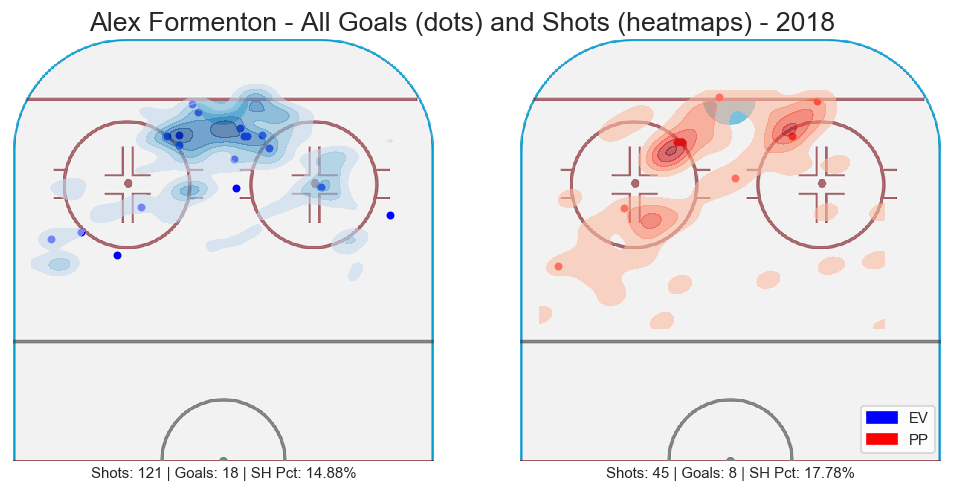 Alex Formenton - All Goals (dots) and Shots (heatmaps) - 2018
EV
PP
Shots: 121 | Goals: 18 | SH Pct: 14.88%
Shots: 45 | Goals: 8 | SH Pct: 17.78%